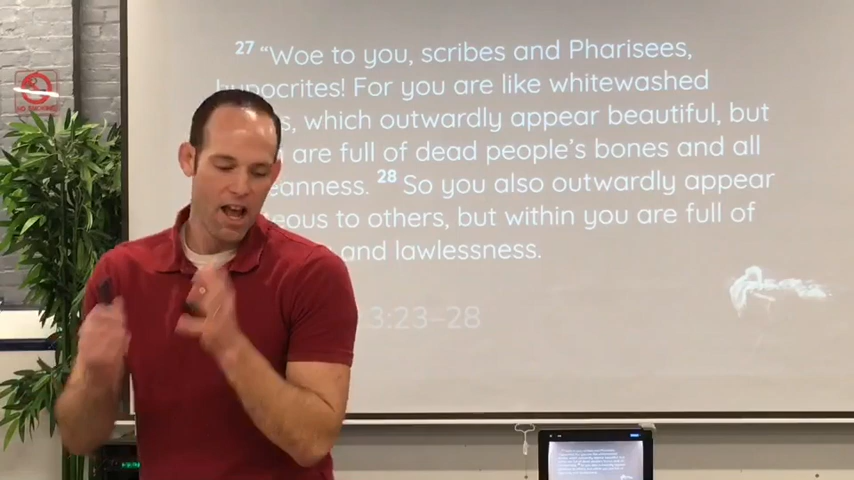 27 “Woe to you, scribes and Pharisees,
hypocrites! For you are like whitewashed
which outwardly appear beautiful, but
are full of dead people’s bones and all
28 So you also outwardly appear
to others, but within you are full of
and lawlessness.
3:23–28
NO SMOKING